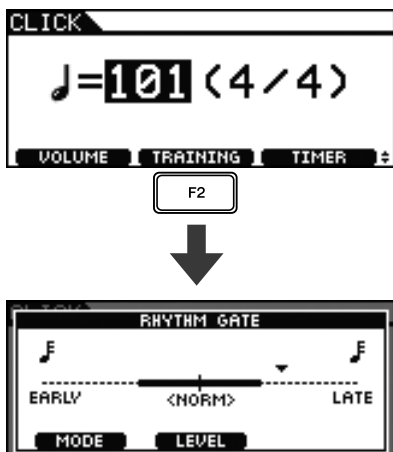 CLICK
♩=101(4/4)
VOLUME TRAINING TIMER
F2
RHYTHM GATE
EARLY <NORM> LATE
MODE LEVEL